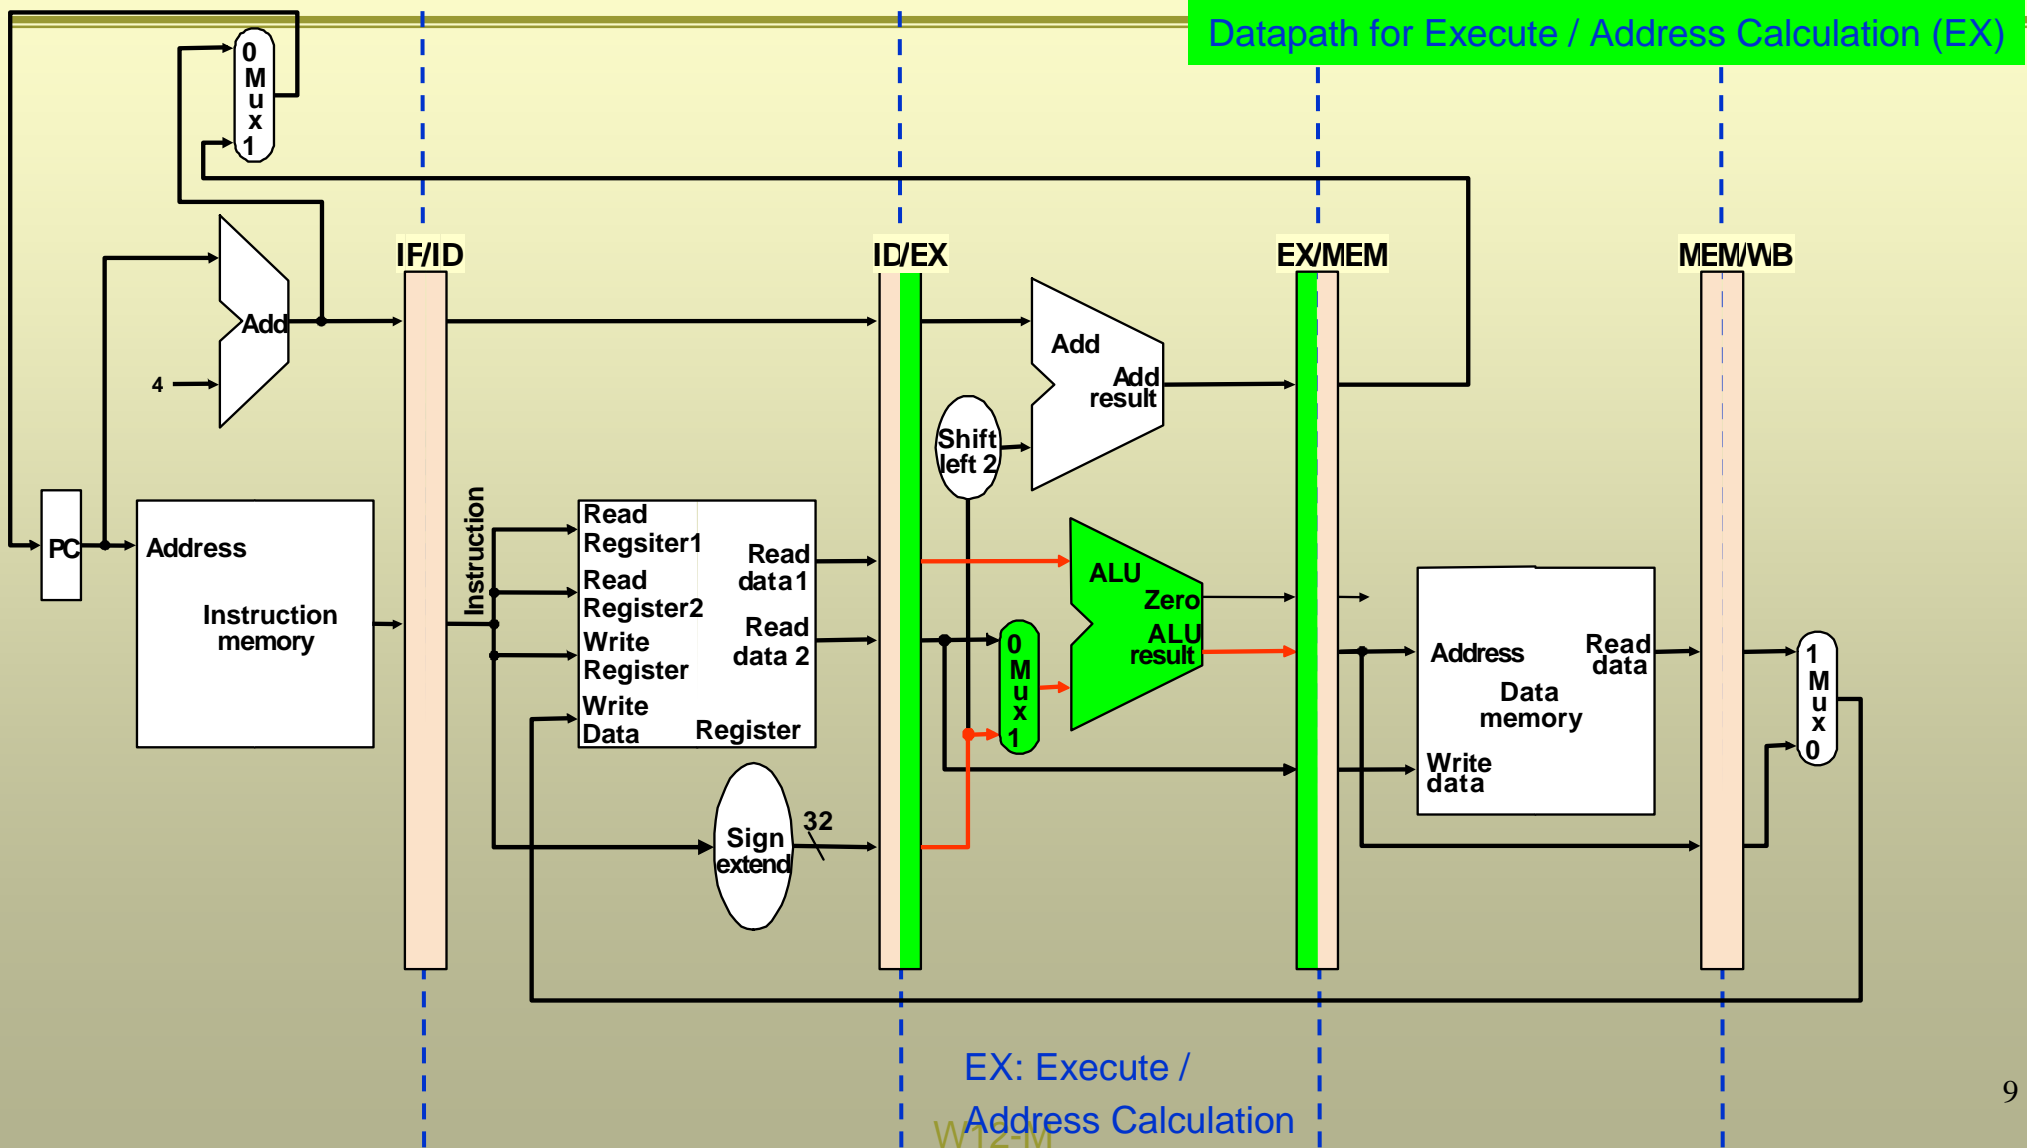 Datapath for Execute / Address Calculation (EX)
0
M
u
x
1
IF/ID
ID/EX
EX/MEM
MEM/WB
Add
4
Add
Add
result
Shift
left 2
PC
Address
Instruction
memory
Instruction
Read
Regsiter1
Read
Register2
Write
Register
Write
Data
Read
data1
Read
data 2
Register
Sign
extend
32
0
M
u
x
1
ALU
Zero
ALU
result
Address
Read
data
Data
memory
Write
data
1
M
u
x
0
EX: Execute /
Address Calculation
W12-M
9